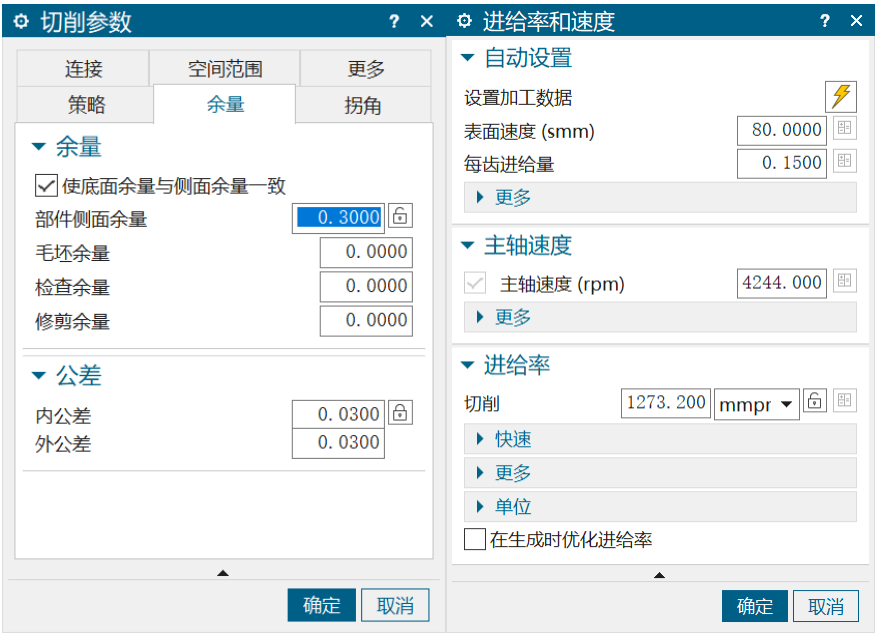 切削参数 ? ×
连接 空间范围 更多
策略 余量 拐角
余量
使底面余量与侧面余量一致
部件侧面余量 0.3000
毛坯余量 0.0000
检查余量 0.0000
修剪余量 0.0000
公差
内公差 0.0300
外公差 0.0300
确定 取消
进给率和速度 ? ×
自动设置
设置加工数据
表面速度 (smm) 80.0000
每齿进给量 0.1500
更多
主轴速度
主轴速度 (rpm) 4244.000
更多
进给率
切削 1273.200 mmpr
快速
更多
单位
在生成时优化进给率
确定 取消